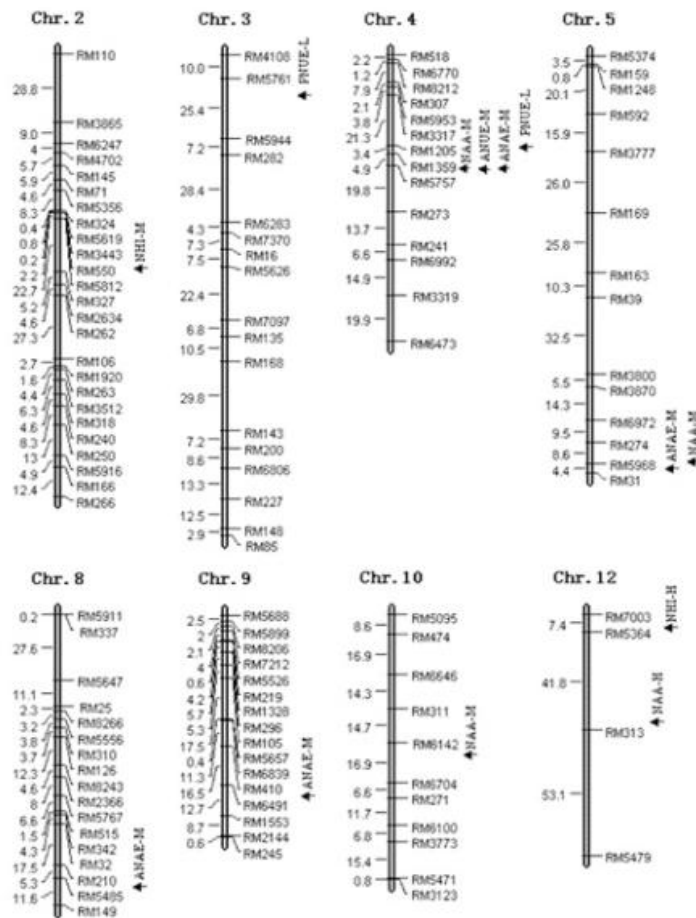 Chr. 2
RM110
28.8
RM3865
9.0
RM6247
4
RM4702
5.7
RM145
5.9
RM71
4.6
RM5356
8.3
RM324
0.4
RM5619
0.8
RM3443
0.2
RM550
2.2
RM5812
22.7
RM327
5.2
RM2634
4.6
RM262
27.3
RM106
2.7
RM1920
1.6
RM263
4.4
RM3512
6.3
RM318
4.6
RM240
8.3
RM250
13
RM5916
4.9
RM166
12.4
RM266
NHI-M
Chr. 3
RM4108
10.0
RM5761
25.4
RM5944
7.2
RM282
28.4
RM6283
4.3
RM7370
7.3
RM16
7.5
RM5626
22.4
RM7097
6.8
RM135
10.5
RM168
29.8
RM143
7.2
RM200
8.6
RM6806
13.3
RM227
12.5
RM148
2.9
RM85
PNUE-L
Chr. 4
RM518
2.2
RM6770
1.2
RM8212
7.9
RM307
2.1
RM5953
3.8
RM3317
21.3
RM1205
3.4
RM1359
4.9
RM5757
19.8
RM273
13.7
RM241
6.6
RM6992
14.9
RM3319
19.9
RM6473
NAA-M
ANUE-M
ANAE-M
PNUE-L
Chr. 5
RM5374
3.5
RM159
0.8
RM1248
20.1
RM592
15.9
RM3777
26.0
RM169
25.8
RM163
10.3
RM39
32.5
RM3800
5.5
RM3870
14.3
RM6972
9.5
RM274
8.6
RM5968
4.4
RM31
ANAE-M
NAA-M
Chr. 8
RM5911
0.2
RM337
27.6
RM5647
11.1
RM25
2.3
RM8266
3.2
RM5556
3.8
RM310
3.7
RM126
12.3
RM8243
4.6
RM2366
8
RM5767
6.6
RM515
1.5
RM342
4.3
RM32
17.5
RM210
5.3
RM5485
11.6
RM149
ANAE-M
Chr. 9
RM5688
2.5
RM5899
2
RM8206
2.1
RM7212
4
RM5526
0.6
RM219
4.2
RM1328
5.7
RM296
5.3
RM105
17.5
RM5657
0.4
RM6839
11.3
RM410
16.5
RM6491
12.7
RM1553
8.7
RM2144
0.6
RM245
ANAE-M
Chr. 10
RM5095
8.6
RM474
16.9
RM6646
14.3
RM311
14.7
RM6142
16.9
RM6704
6.6
RM271
11.7
RM6100
6.8
RM3773
15.4
RM5471
0.8
RM3123
NAA-M
Chr. 12
RM7003
7.4
RM5364
41.8
RM313
53.1
RM5479
NHI-H
NAA-M